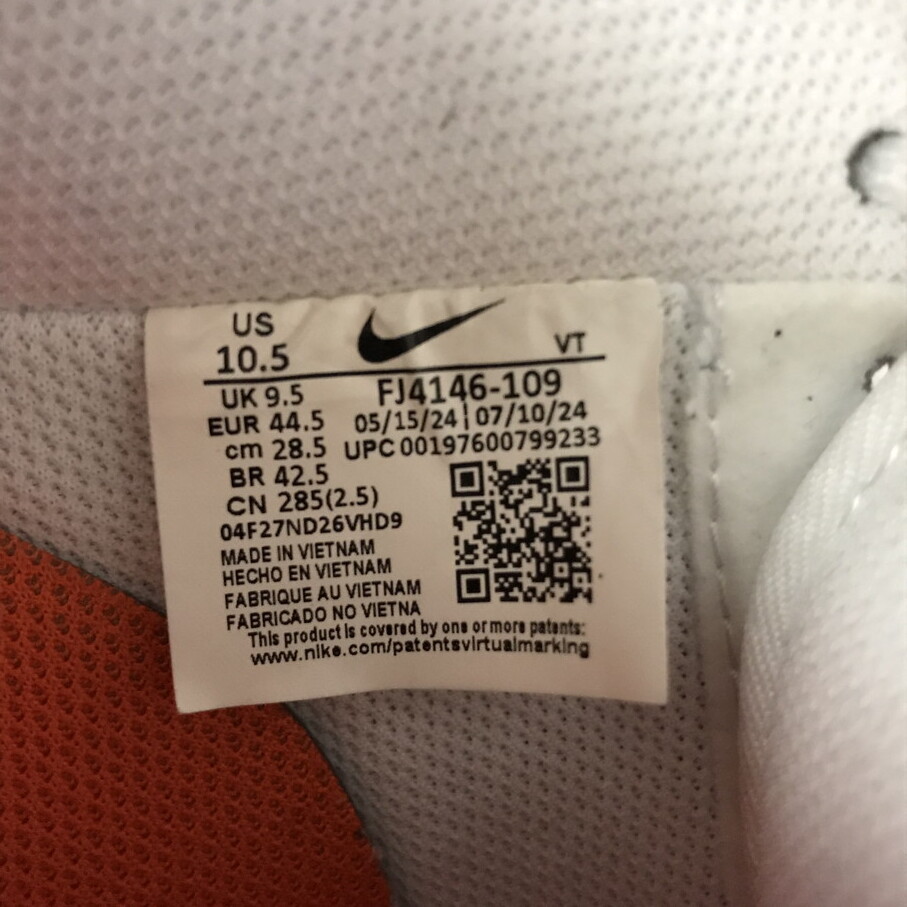 US
10.5
VT
UK 9.5
FJ4146-109
EUR 44.5
05/15/24 | 07/10/24
cm 28.5
UPC 00197600799233
BR 42.5
CN 285(2.5)
04F27ND26VHD9
MADE IN VIETNAM
HECHO EN VIETNAM
FABRIQUE AU VIETNAM
FABRICADO NO VIETNA
This product is covered by one or more patents:
www.nike.com/patentsvirtualmarking